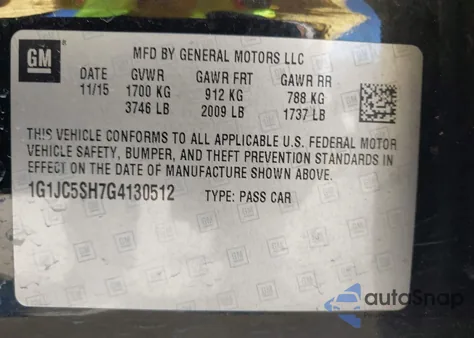 GM
MFD BY GENERAL MOTORS LLC
DATE GVWR GAWR FRT GAWR RR
11/15 1700 KG 912 KG 788 KG
3746 LB 2009 LB 1737 LB
THIS VEHICLE CONFORMS TO ALL APPLICABLE U.S. FEDERAL MOTOR
VEHICLE SAFETY, BUMPER, AND THEFT PREVENTION STANDARDS IN
EFFECT ON THE DATE OF MANUFACTURE SHOWN ABOVE.
1G1JC5SH7G4130512 TYPE: PASS CAR
autoSnap